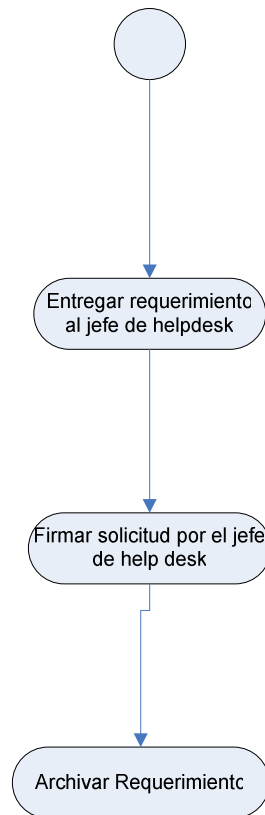 Entregar requerimiento
al jefe de helpdesk
Firmar solicitud por el jefe
de help desk
Archivar Requerimiento